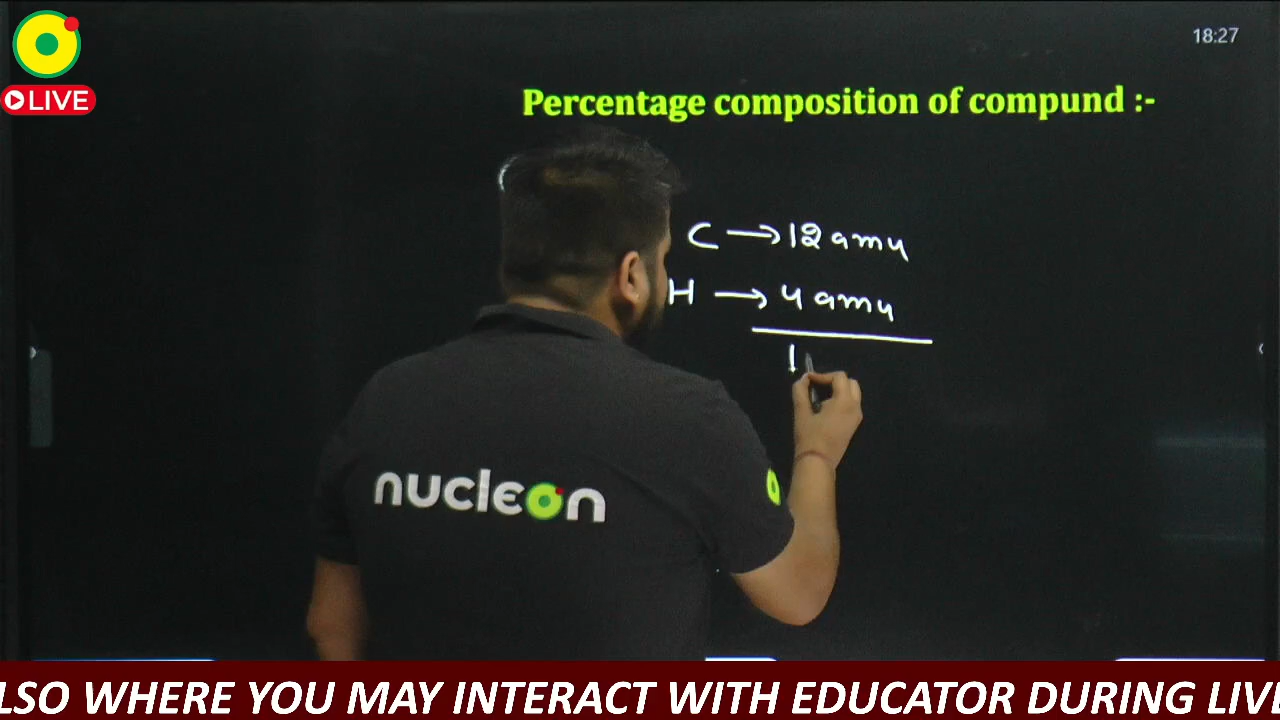 18:27
LIVE
Percentage composition of compund :-
C → 12 amu
H → 4 amu
1
nucleon
LSO WHERE YOU MAY INTERACT WITH EDUCATOR DURING LIVE